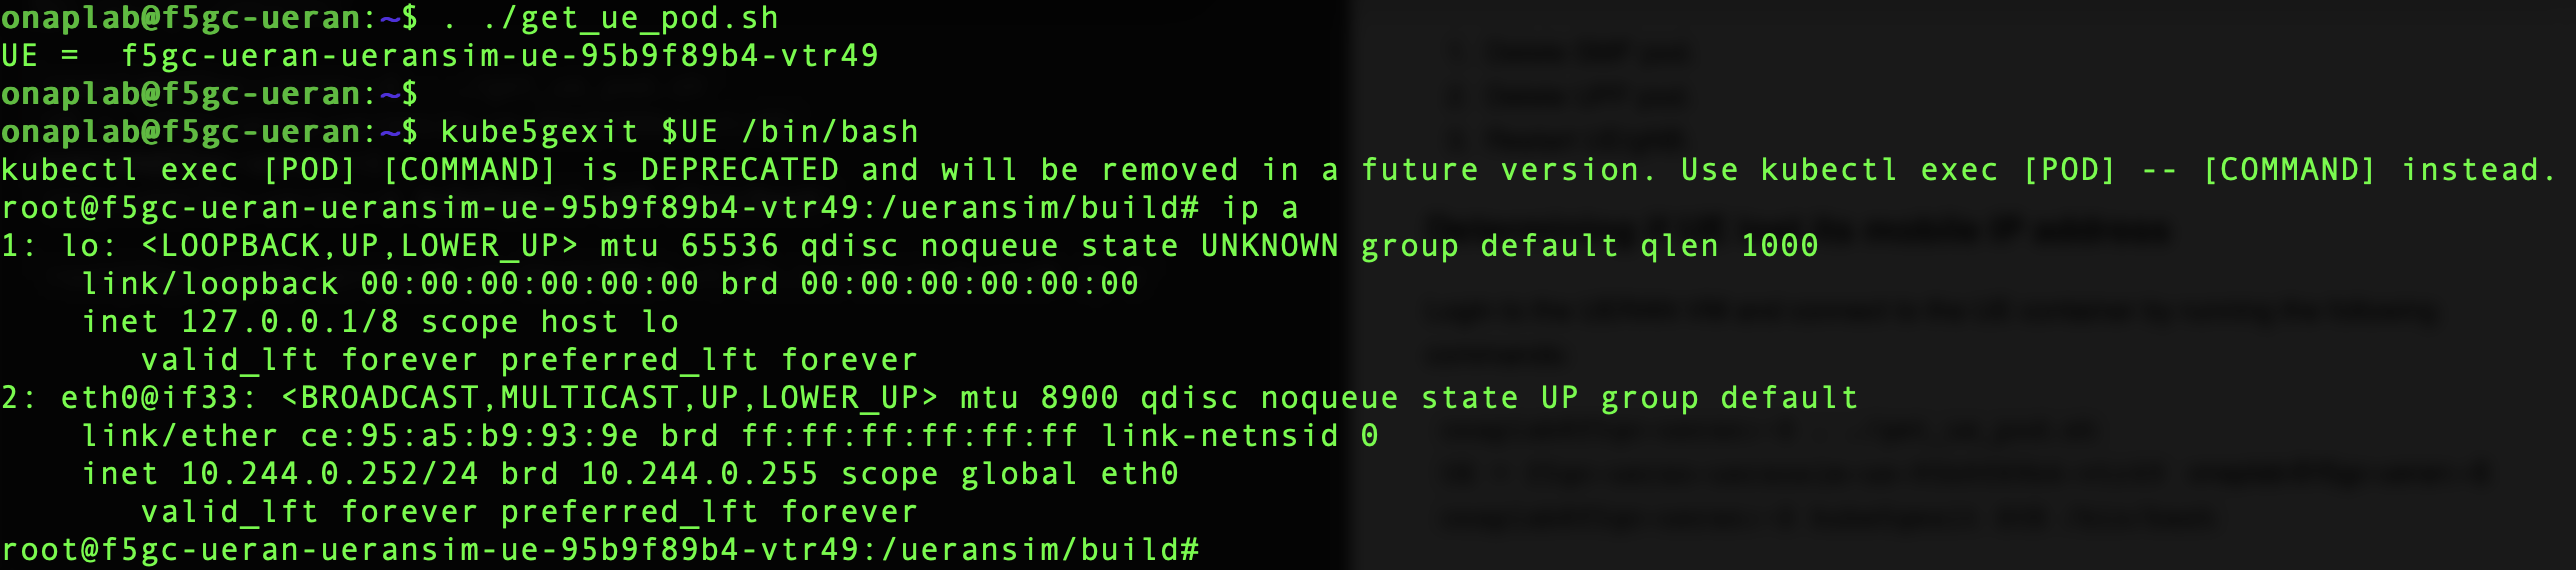 onaplab@f5gc-ueran:~$ . ./get_ue_pod.sh
UE =  f5gc-ueran-ueransim-ue-95b9f89b4-vtr49
onaplab@f5gc-ueran:~$
onaplab@f5gc-ueran:~$ kube5gexit $UE /bin/bash
kubectl exec [POD] [COMMAND] is DEPRECATED and will be removed in a future version. Use kubectl exec [POD] -- [COMMAND] instead.
root@f5gc-ueran-ueransim-ue-95b9f89b4-vtr49:/ueransim/build# ip a
1: lo: <LOOPBACK,UP,LOWER_UP> mtu 65536 qdisc noqueue state UNKNOWN group default qlen 1000
    link/loopback 00:00:00:00:00:00 brd 00:00:00:00:00:00
    inet 127.0.0.1/8 scope host lo
       valid_lft forever preferred_lft forever
2: eth0@if33: <BROADCAST,MULTICAST,UP,LOWER_UP> mtu 8900 qdisc noqueue state UP group default
    link/ether ce:95:a5:b9:93:9e brd ff:ff:ff:ff:ff:ff link-netnsid 0
    inet 10.244.0.252/24 brd 10.244.0.255 scope global eth0
       valid_lft forever preferred_lft forever
root@f5gc-ueran-ueransim-ue-95b9f89b4-vtr49:/ueransim/build#